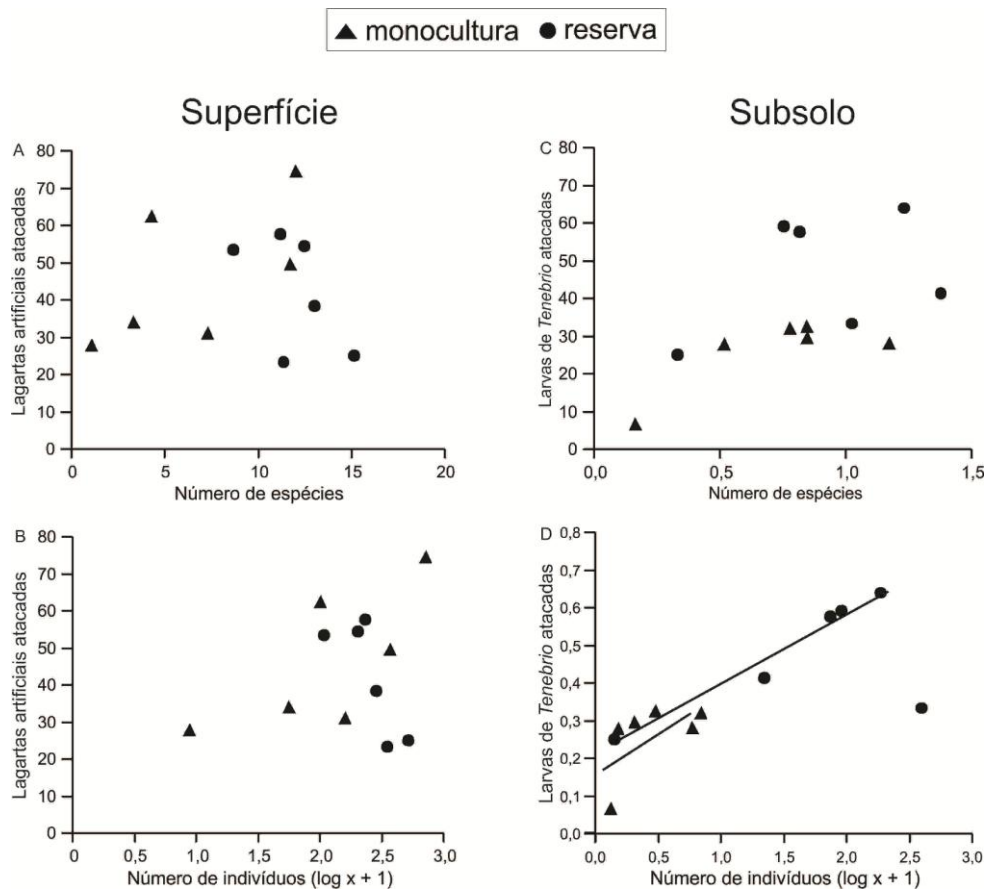 ▲ monocultura ● reserva
Superfície
Subsolo
A
80
70
60
50
40
30
20
10
0
Lagartas artificiais atacadas
0 5 10 15 20
Número de espécies
C
80
70
60
50
40
30
20
10
0
Larvas de Tenebrio atacadas
0,0 0,5 1,0 1,5
Número de espécies
B
80
70
60
50
40
30
20
10
0
Lagartas artificiais atacadas
0 1,0 2,0 2,5 3,0
Número de indivíduos (log x + 1)
D
0,8
0,7
0,6
0,5
0,4
0,3
0,2
0,1
0,0
Larvas de Tenebrio atacadas
0,0 0,5 1,0 1,5 2,0 2,5 3,0
Número de indivíduos (log x + 1)